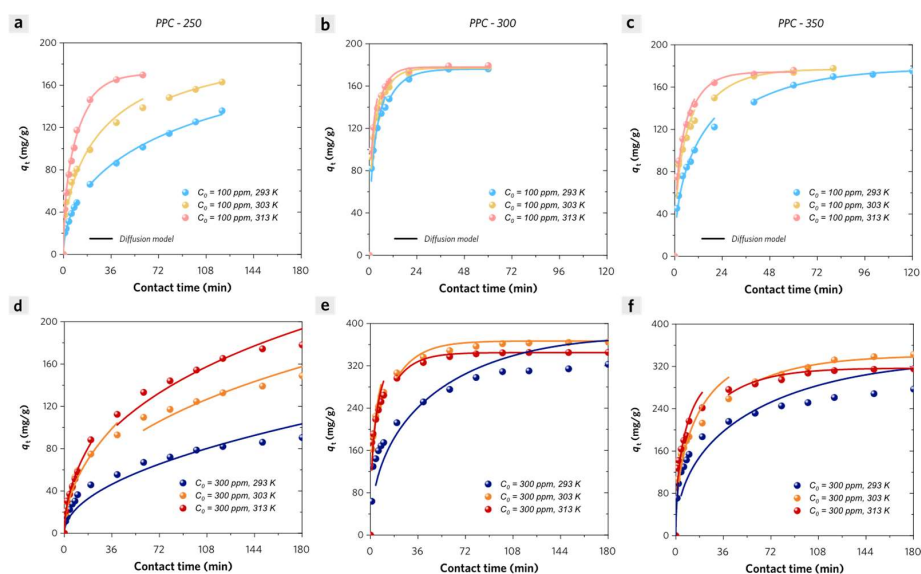 PPC - 250
PPC - 300
PPC - 350
a
200
160
120
80
40
0
qt (mg/g)
C0 = 100 ppm, 293 K
C0 = 100 ppm, 303 K
C0 = 100 ppm, 313 K
Diffusion model
0 36 72 108 144 180
Contact time (min)
b
200
160
120
80
40
0
qt (mg/g)
C0 = 100 ppm, 293 K
C0 = 100 ppm, 303 K
C0 = 100 ppm, 313 K
Diffusion model
0 24 48 72 96 120
Contact time (min)
c
200
160
120
80
40
0
qt (mg/g)
C0 = 100 ppm, 293 K
C0 = 100 ppm, 303 K
C0 = 100 ppm, 313 K
Diffusion model
0 24 48 72 96 120
Contact time (min)
d
200
160
120
80
40
0
qt (mg/g)
C0 = 300 ppm, 293 K
C0 = 300 ppm, 303 K
C0 = 300 ppm, 313 K
0 36 72 108 144 180
Contact time (min)
e
400
320
240
160
80
0
qt (mg/g)
C0 = 300 ppm, 293 K
C0 = 300 ppm, 303 K
C0 = 300 ppm, 313 K
0 36 72 108 144 180
Contact time (min)
f
400
320
240
160
80
0
qt (mg/g)
C0 = 300 ppm, 293 K
C0 = 300 ppm, 303 K
C0 = 300 ppm, 313 K
0 36 72 108 144 180
Contact time (min)